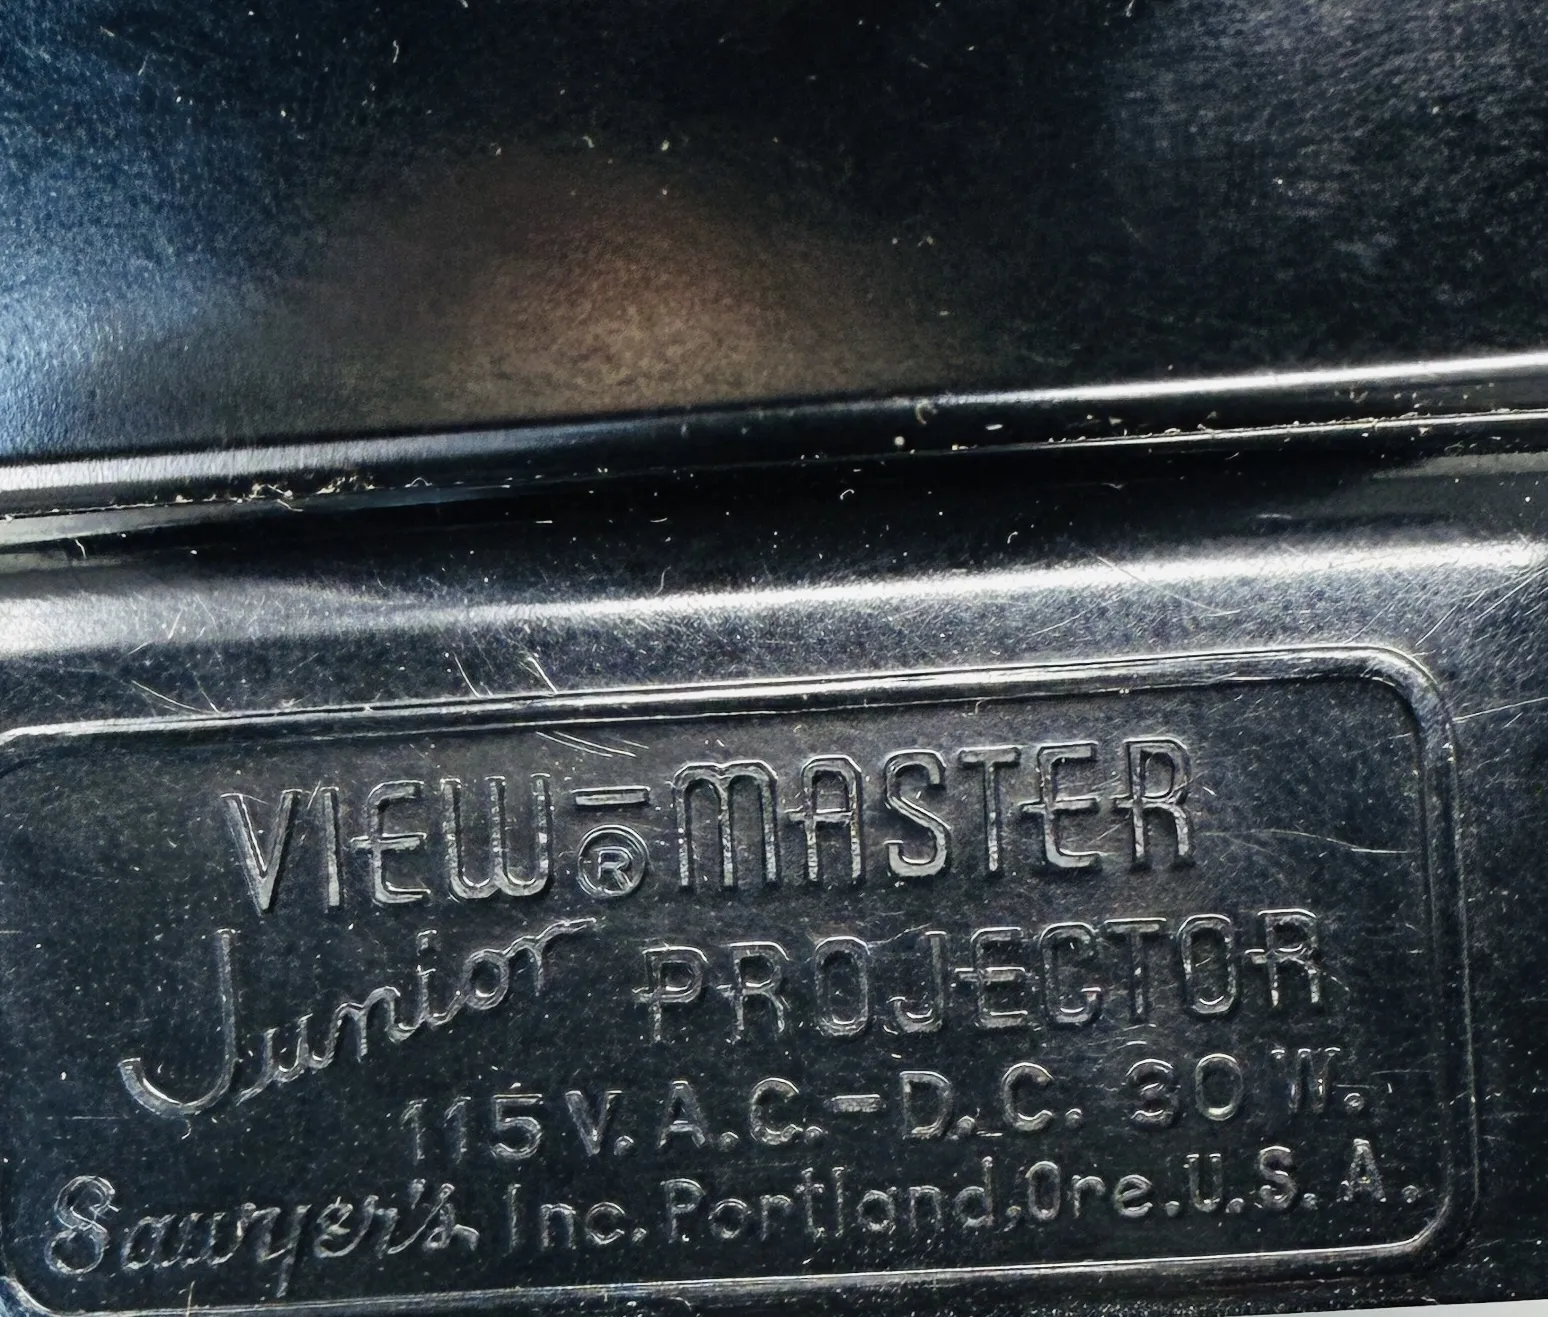 VIEW-MASTER ®
Junior PROJECTOR
115 V. A.C.-D.C. 30 W.
Sawyer's Inc. Portland, Ore. U.S.A.